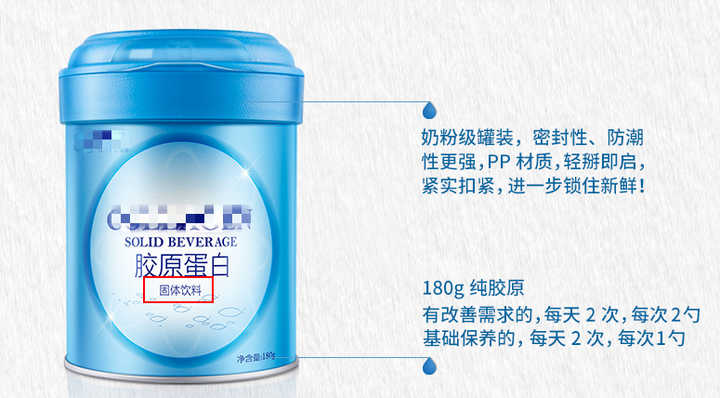 SOLID BEVERAGE
胶原蛋白
固体饮料
净含量:180g
奶粉级罐装，密封性、防潮
性更强，PP 材质，轻掰即启，
紧实扣紧，进一步锁住新鲜！
180g 纯胶原
有改善需求的，每天 2 次，每次2勺
基础保养的，每天 2 次，每次1勺